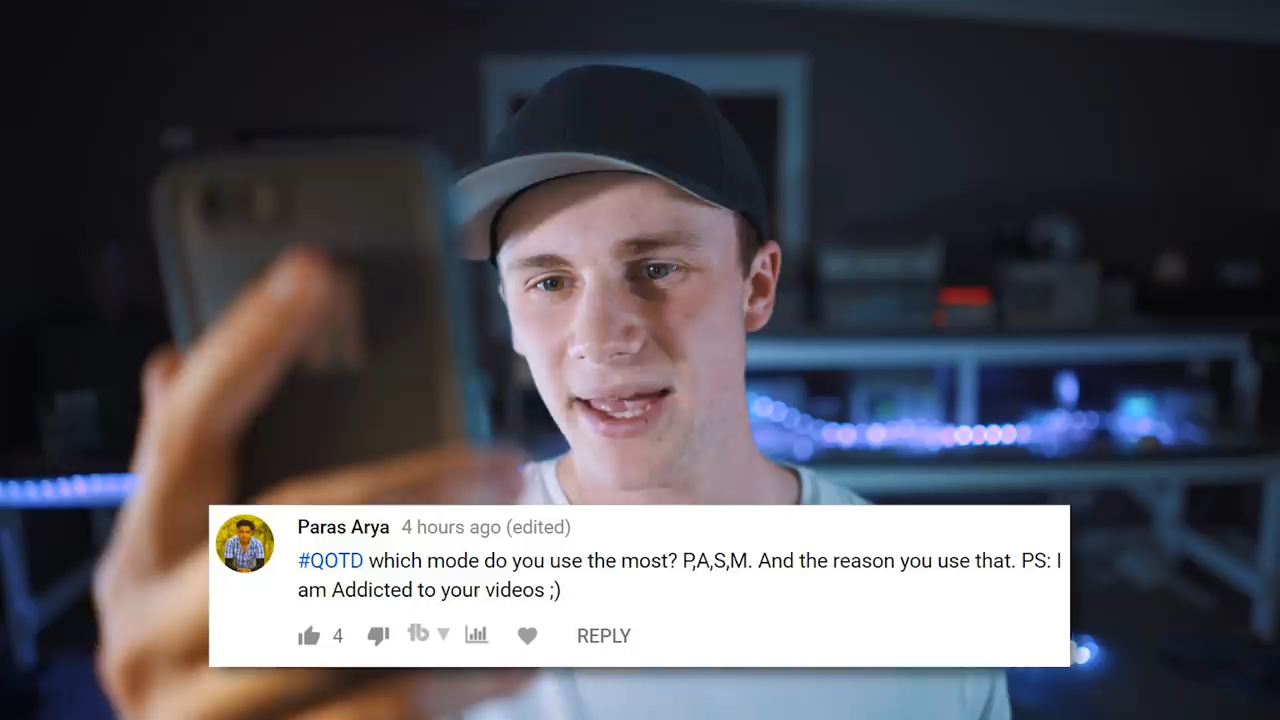 Paras Arya 4 hours ago (edited)
#QOTD which mode do you use the most? P,A,S,M. And the reason you use that. PS: I
am Addicted to your videos ;)
4 REPLY